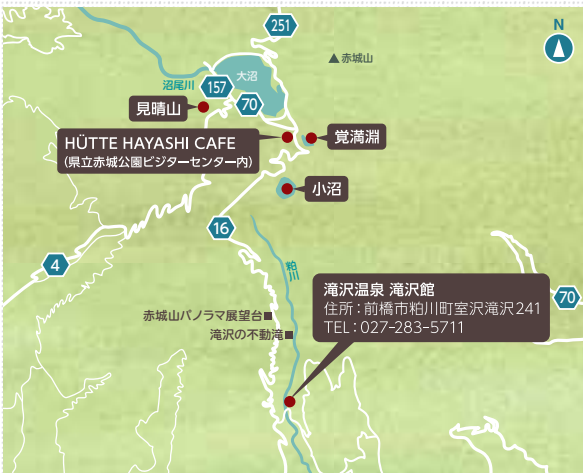 251
N
▲赤城山
大沼
沼尾川
157
70
見晴山
HÜTTE HAYASHI CAFE
(県立赤城公園ビジターセンター内)
覚満淵
小沼
16
4
粕川
滝沢温泉 滝沢館
住所：前橋市粕川町室沢滝沢241
TEL：027-283-5711
70
赤城山パノラマ展望台■
滝沢の不動滝■